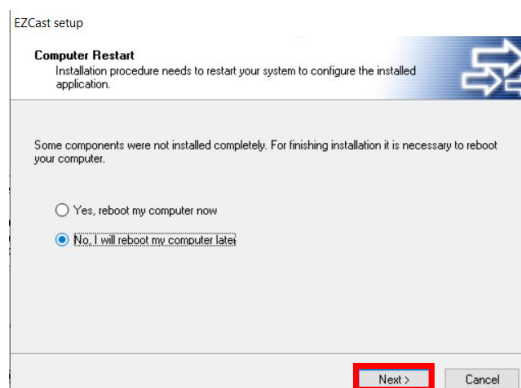 EZCast setup
Computer Restart
Installation procedure needs to restart your system to configure the installed
application.
Some components were not installed completely. For finishing installation it is necessary to reboot
your computer.
Yes, reboot my computer now
No, I will reboot my computer later
Next >
Cancel